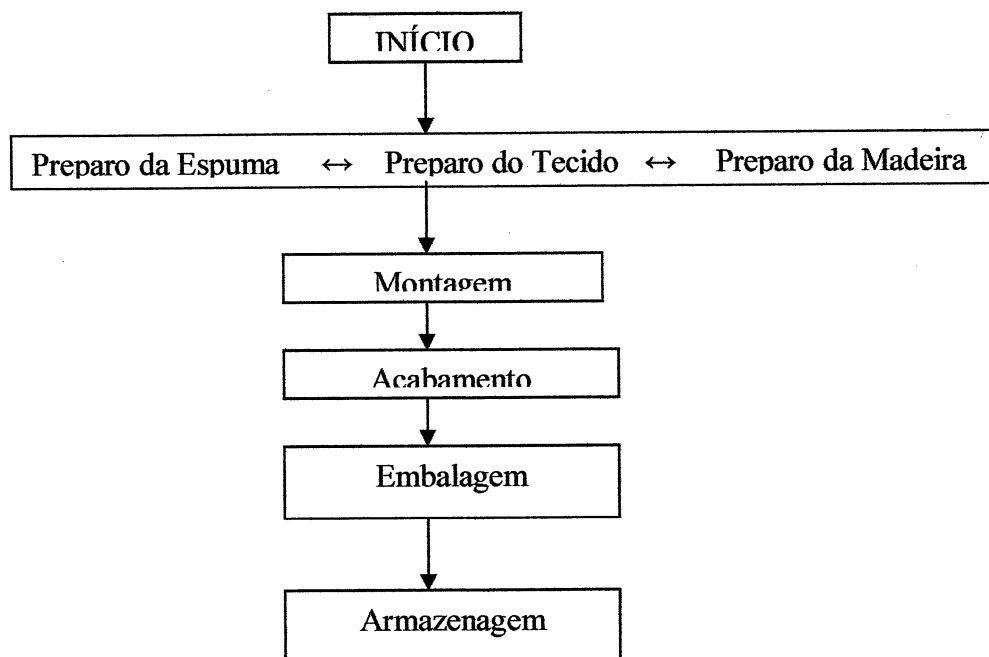 INÍCIO
Preparo da Espuma ↔ Preparo do Tecido ↔ Preparo da Madeira
Montagem
Acabamento
Embalagem
Armazenagem